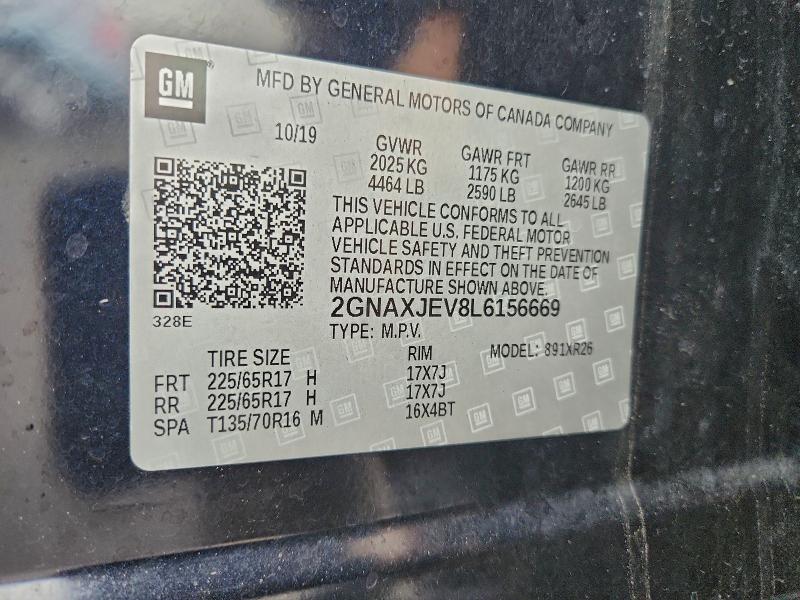 GM
MFD BY GENERAL MOTORS OF CANADA COMPANY
10/19
GVWR GAWR FRT GAWR RR
2025 KG 1175 KG 1200 KG
4464 LB 2590 LB 2645 LB
THIS VEHICLE CONFORMS TO ALL
APPLICABLE U.S. FEDERAL MOTOR
VEHICLE SAFETY AND THEFT PREVENTION
STANDARDS IN EFFECT ON THE DATE OF
MANUFACTURE SHOWN ABOVE.
2GNAXJEV8L6156669
328E
TYPE: M.P.V. MODEL: 891XR26
TIRE SIZE RIM
FRT 225/65R17 H 17X7J
RR 225/65R17 H 17X7J
SPA T135/70R16 M 16X4BT